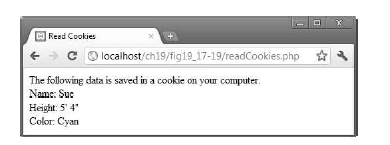 Read Cookies
localhost/ch19/fig19_17-19/readCookies.php
The following data is saved in a cookie on your computer.
Name: Sue
Height: 5' 4"
Color: Cyan